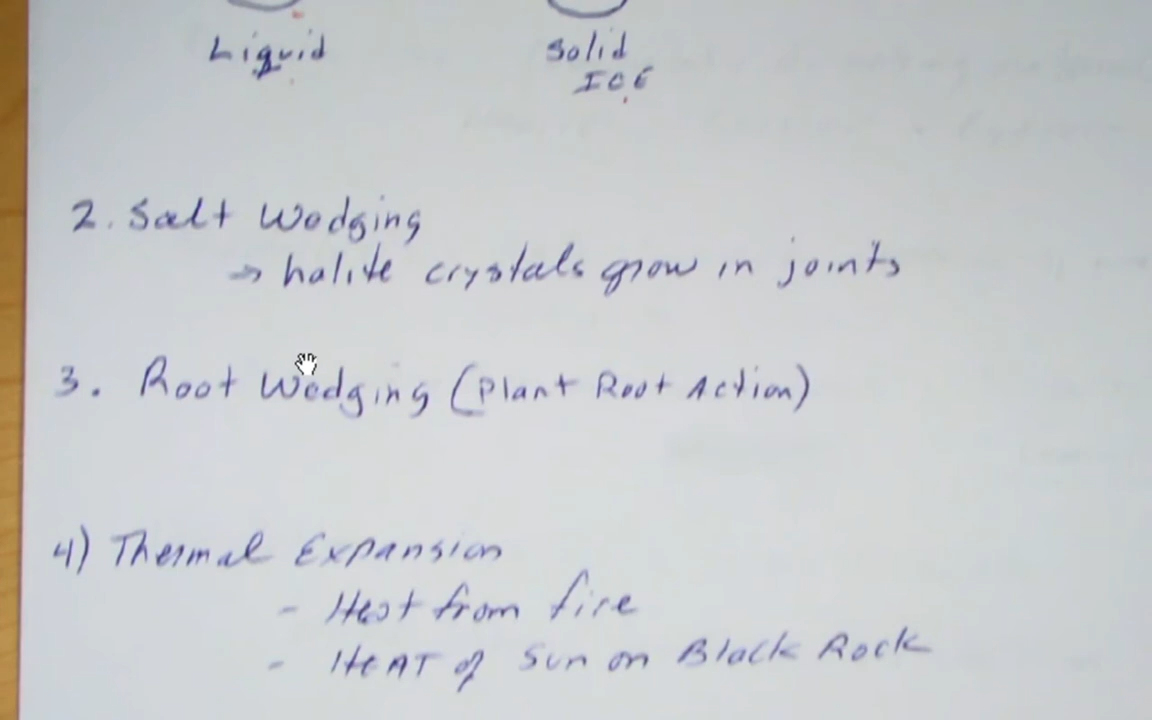 Liquid Solid
ICE
2. Salt Wedging
→ halite crystals grow in joints
3. Root Wedging (Plant Root Action)
4) Thermal Expansion
- Heat from fire
- HEAT of Sun on Black Rock